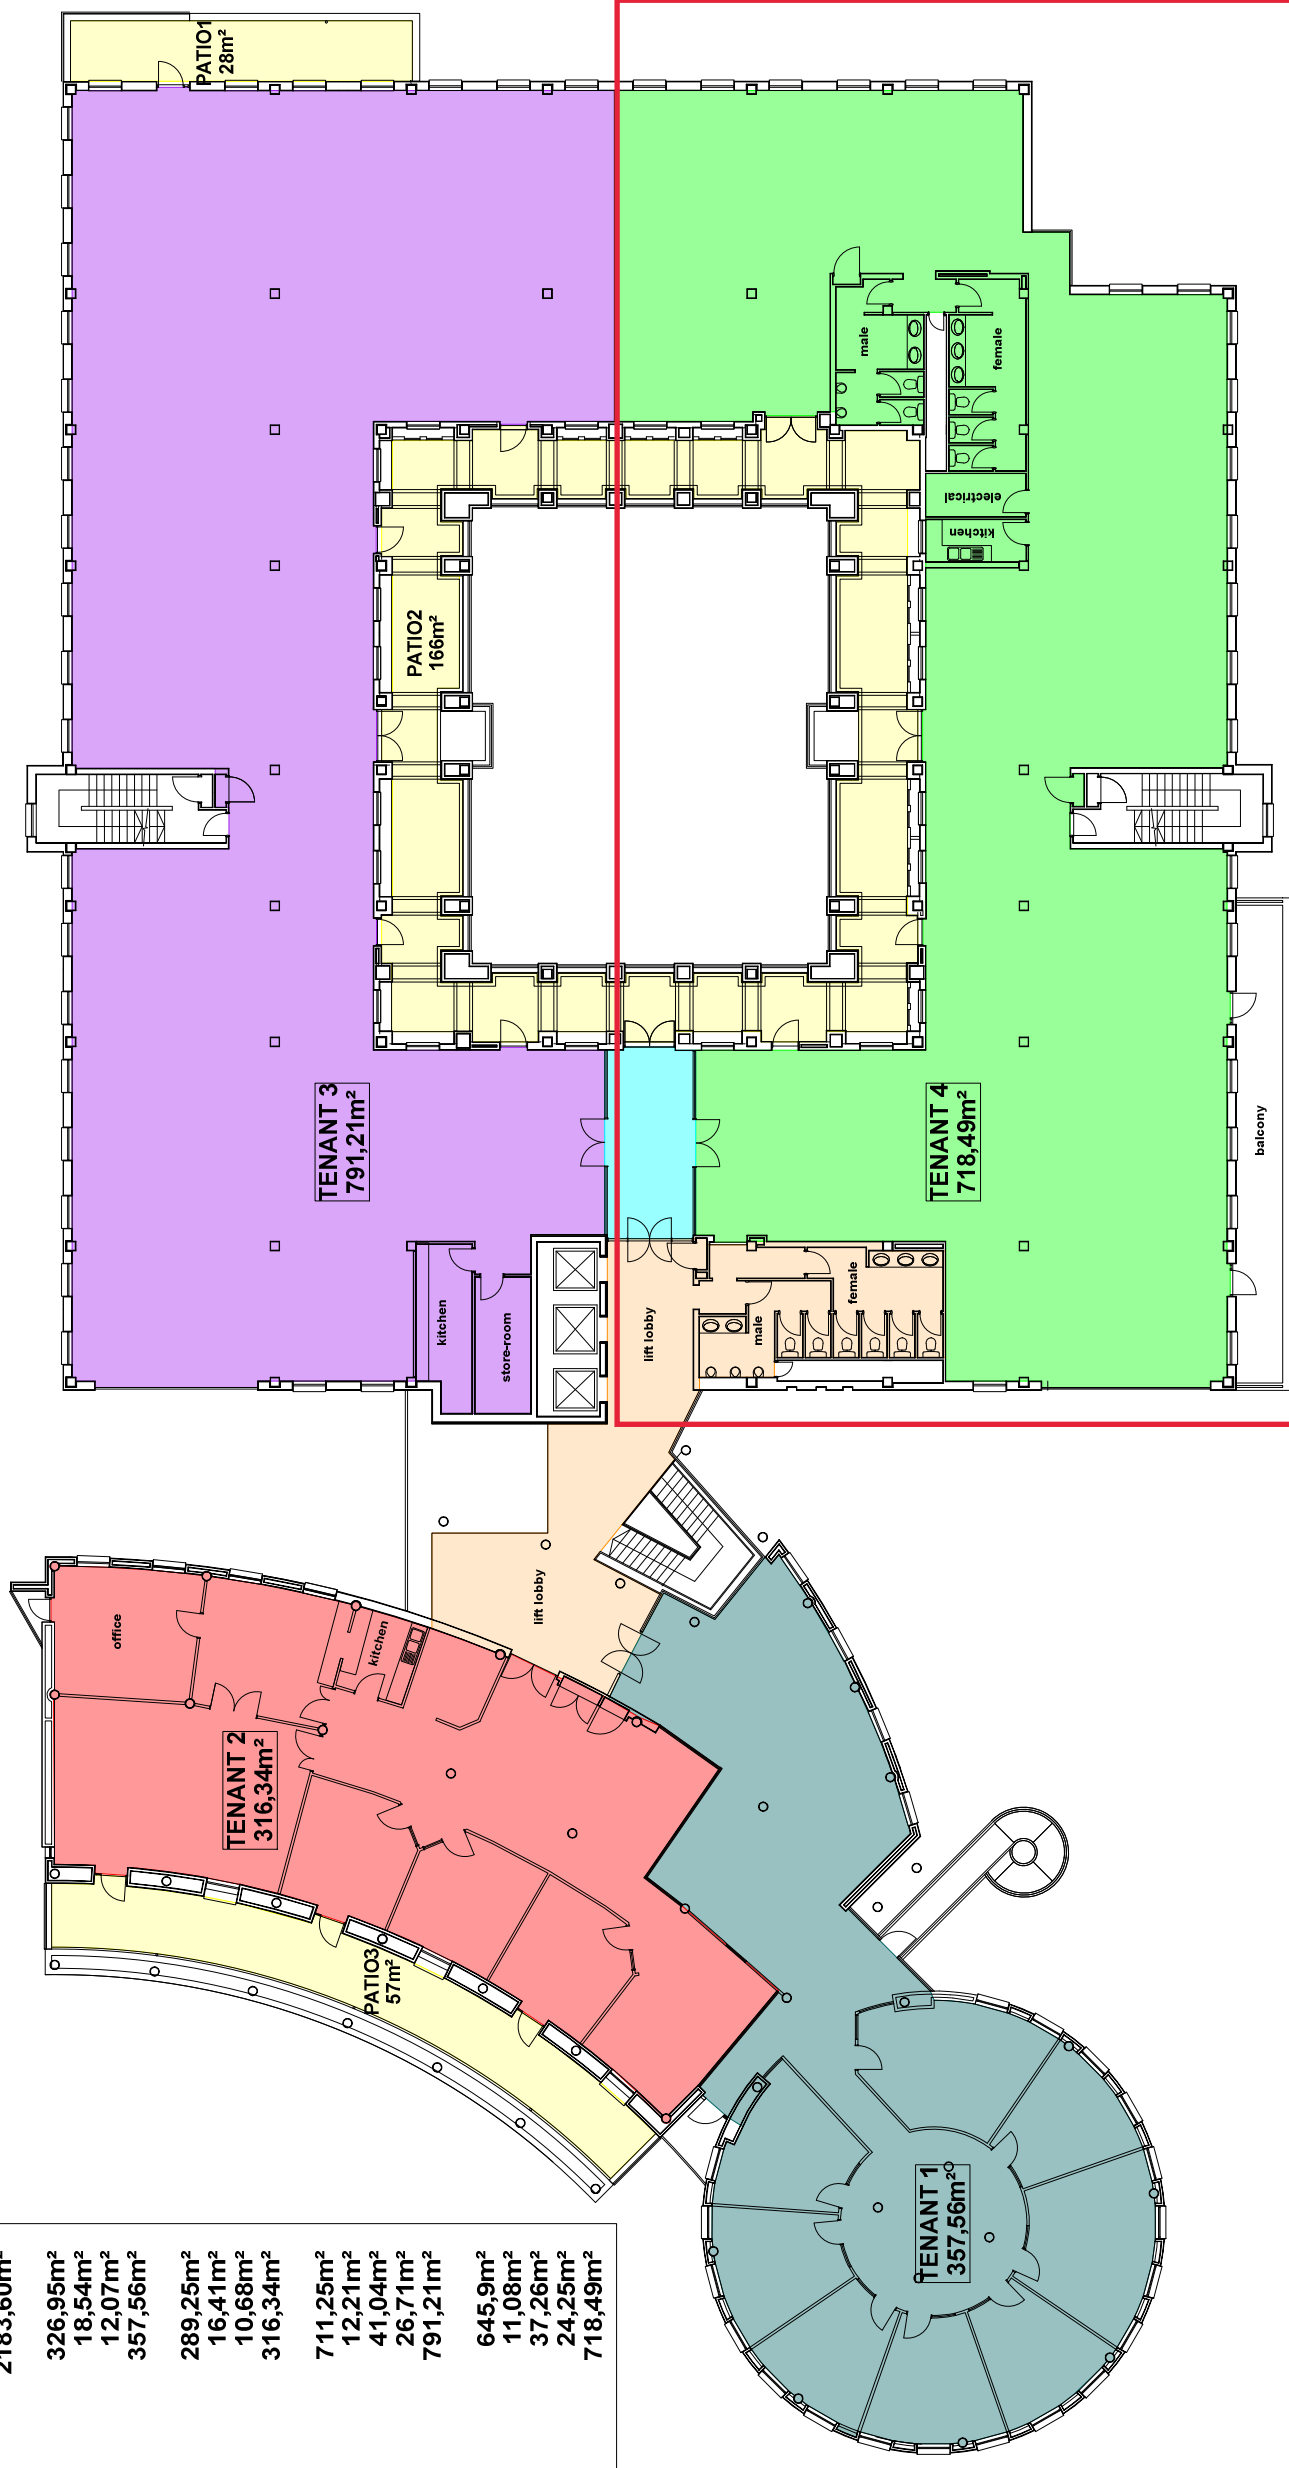 PATIO1
28m²
male
female
electrical
kitchen
PATIO2
166m²
TENANT 3
791,21m²
TENANT 4
718,49m²
balcony
kitchen
store-room
lift lobby
male
female
office
kitchen
lift lobby
TENANT 2
316,34m²
PATIO3
57m²
TENANT 1
357,56m²
326,95m²
18,54m²
12,07m²
357,56m²
289,25m²
16,41m²
10,68m²
316,34m²
711,25m²
12,21m²
41,04m²
26,71m²
791,21m²
645,9m²
11,08m²
37,26m²
24,25m²
718,49m²